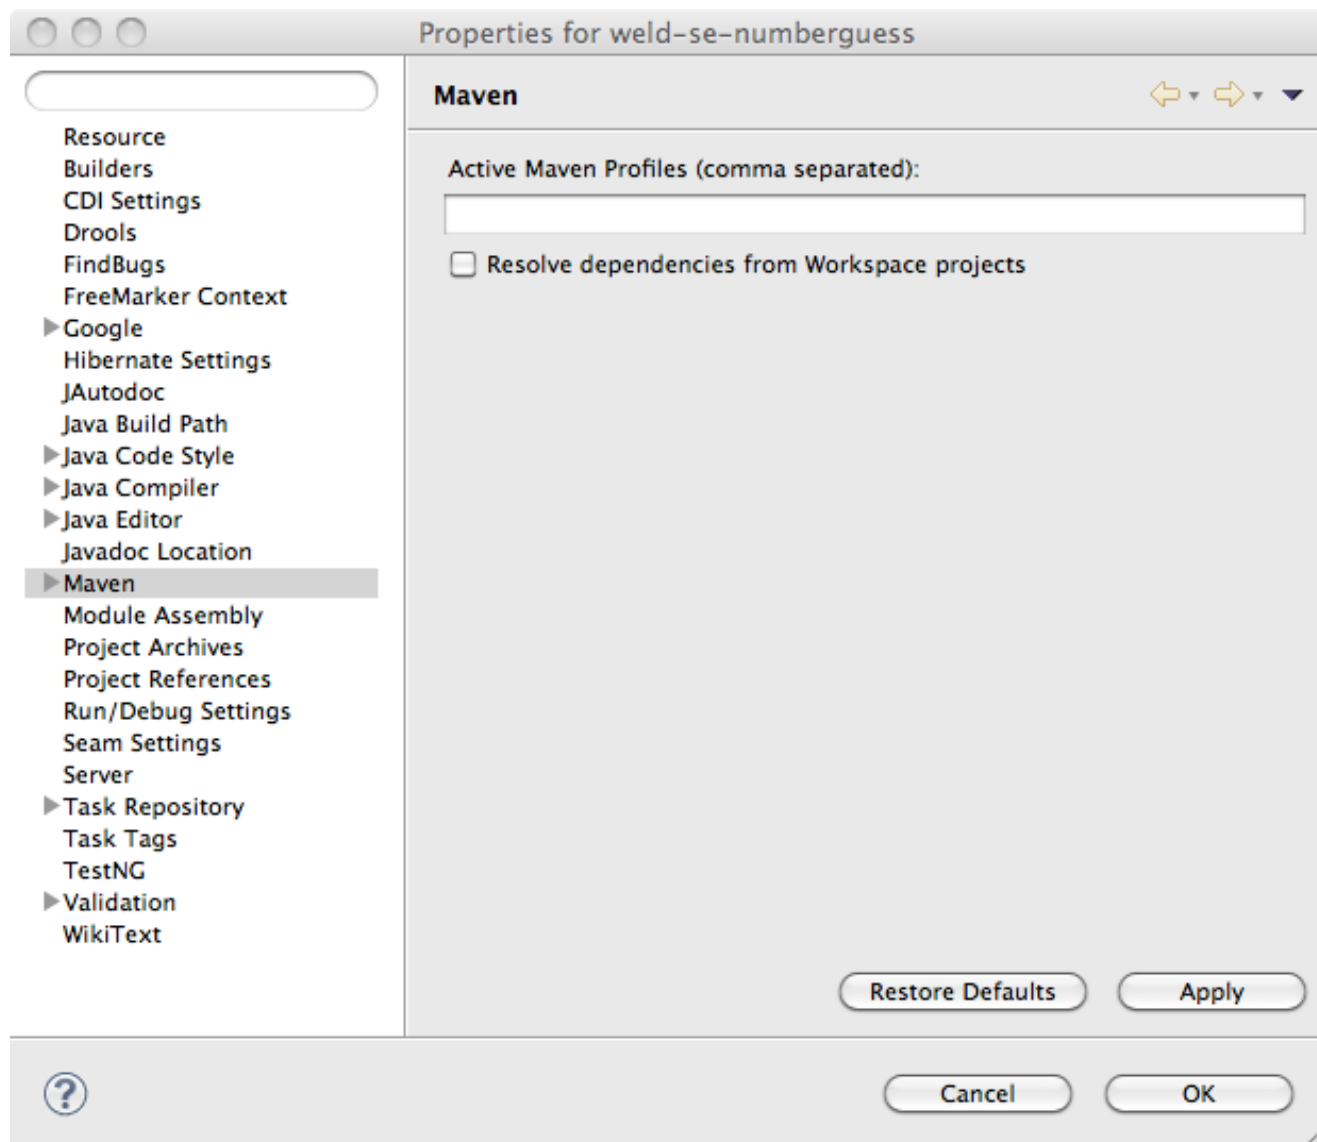 Properties for weld-se-numberguess
Maven
Resource
Builders
CDI Settings
Drools
FindBugs
FreeMarker Context
Google
Hibernate Settings
JAutodoc
Java Build Path
Java Code Style
Java Compiler
Java Editor
Javadoc Location
Maven
Module Assembly
Project Archives
Project References
Run/Debug Settings
Seam Settings
Server
Task Repository
Task Tags
TestNG
Validation
WikiText
Active Maven Profiles (comma separated):
Resolve dependencies from Workspace projects
Restore Defaults
Apply
?
Cancel
OK